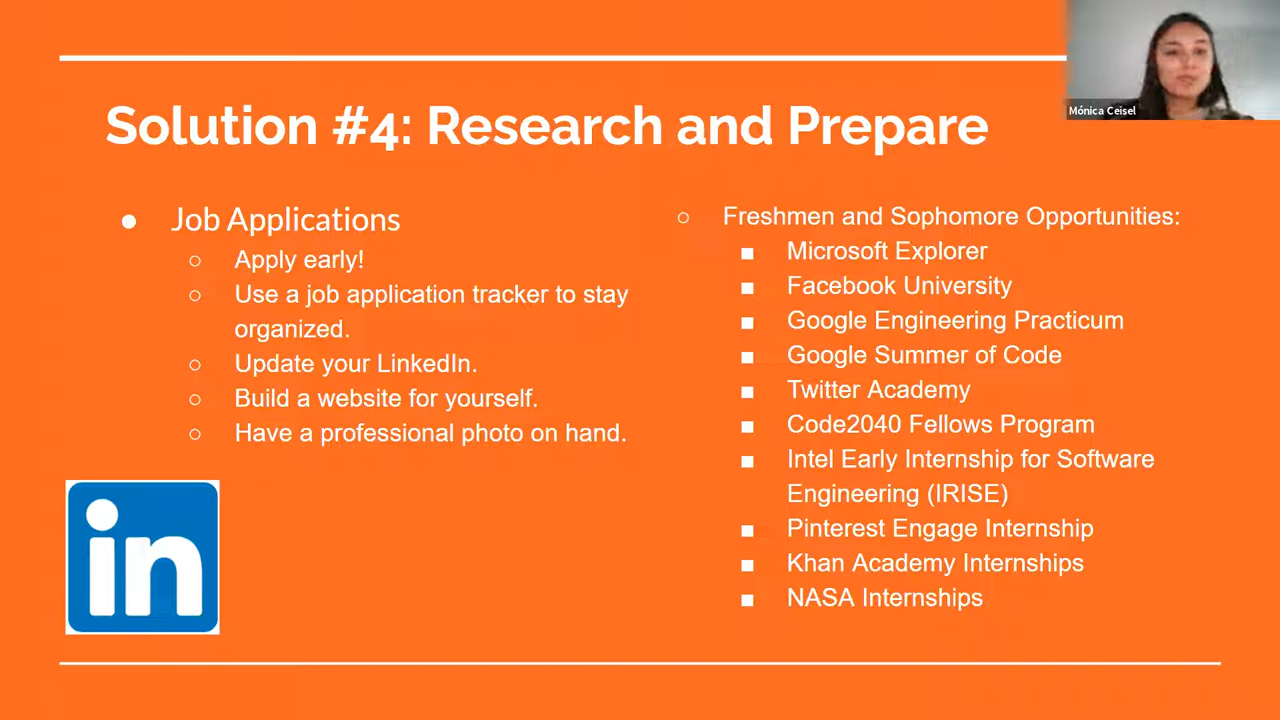 Mónica Ceisel
Solution #4: Research and Prepare
● Job Applications
○ Apply early!
○ Use a job application tracker to stay
organized.
○ Update your LinkedIn.
○ Build a website for yourself.
○ Have a professional photo on hand.
in
○ Freshmen and Sophomore Opportunities:
■ Microsoft Explorer
■ Facebook University
■ Google Engineering Practicum
■ Google Summer of Code
■ Twitter Academy
■ Code2040 Fellows Program
■ Intel Early Internship for Software
Engineering (IRISE)
■ Pinterest Engage Internship
■ Khan Academy Internships
■ NASA Internships